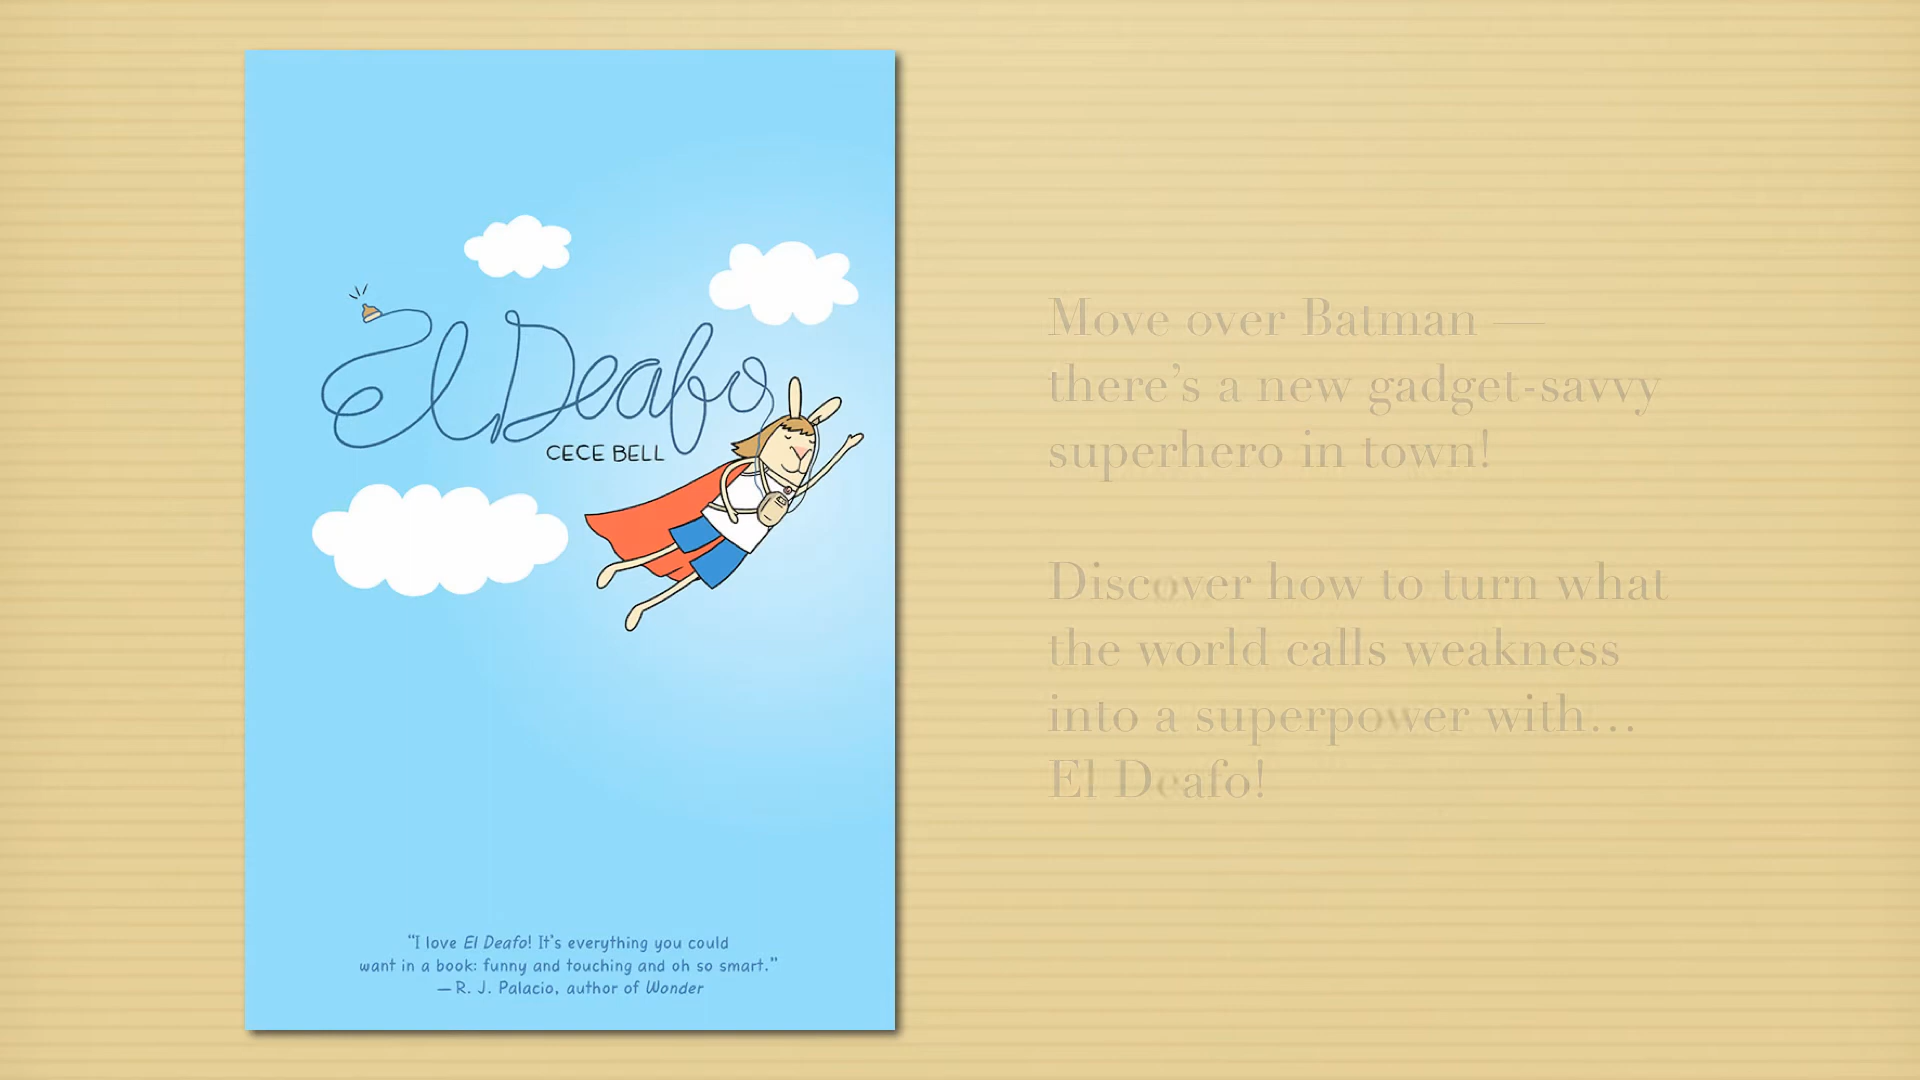 El Deafo
CECE BELL
“I love El Deafo! It’s everything you could
want in a book: funny and touching and oh so smart.”
— R. J. Palacio, author of Wonder
Move over Batman —
there’s a new gadget-savvy
superhero in town!
Discover how to turn what
the world calls weakness
into a superpower with…
El Deafo!